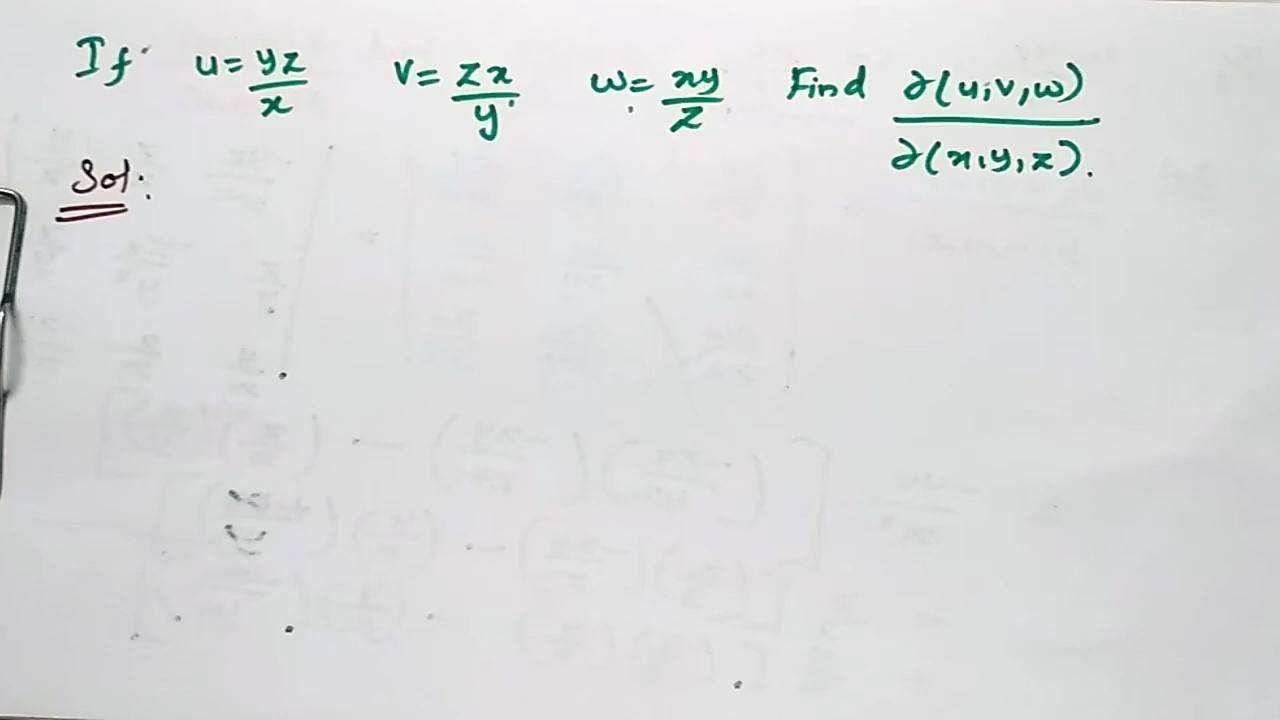 If u = yz/x v = zx/y w = xy/z Find ∂(u,v,w)/∂(x,y,z).
Sol: